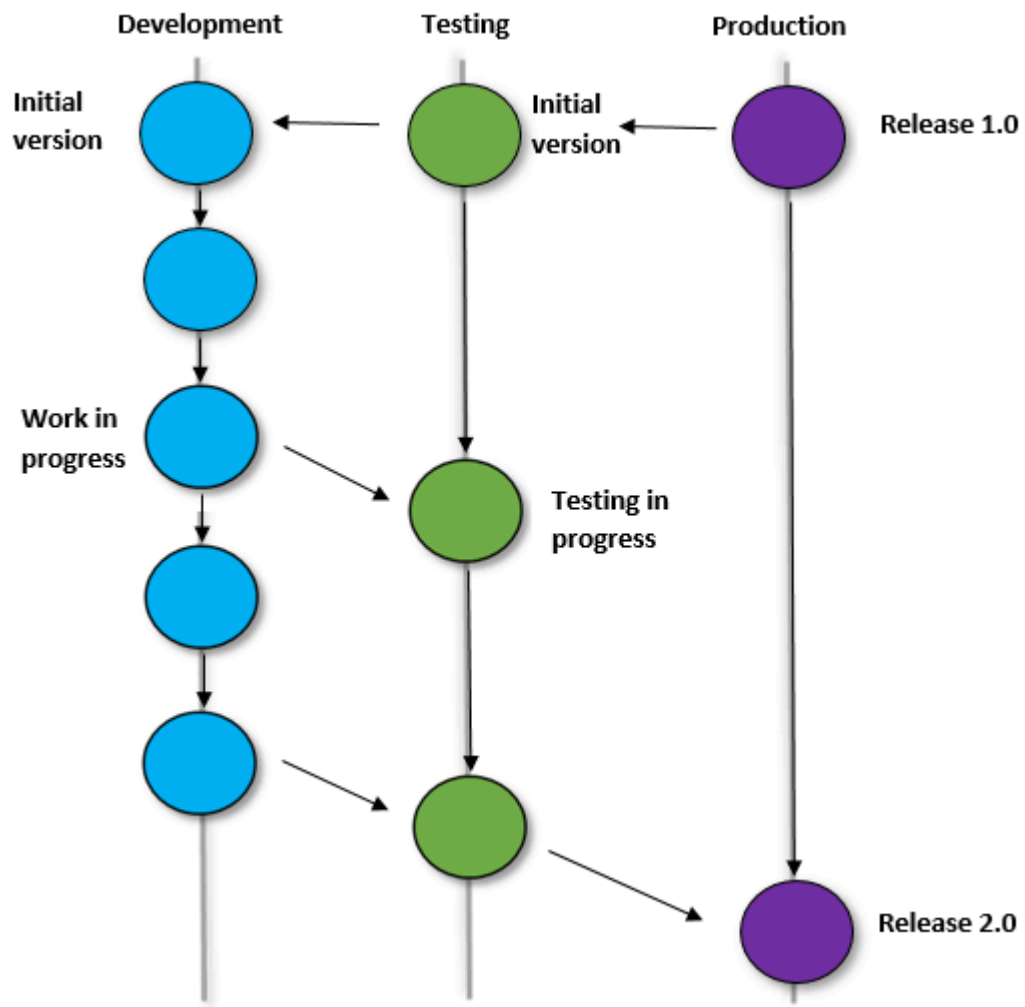 Development
Testing
Production
Initial
version
Initial
version
Release 1.0
Work in
progress
Testing in
progress
Release 2.0